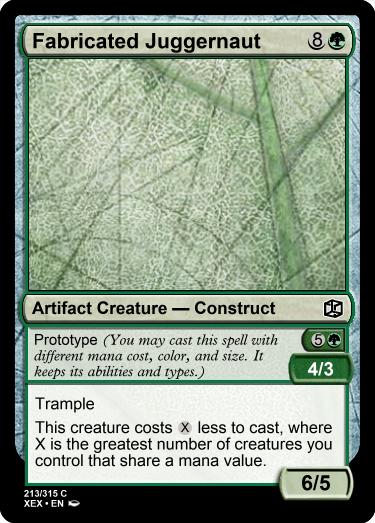 Fabricated Juggernaut 8
Artifact Creature — Construct
Prototype (You may cast this spell with 5
different mana cost, color, and size. It
keeps its abilities and types.) 4/3
Trample
This creature costs X less to cast, where
X is the greatest number of creatures you
control that share a mana value.
6/5
213/315 C
XEX • EN